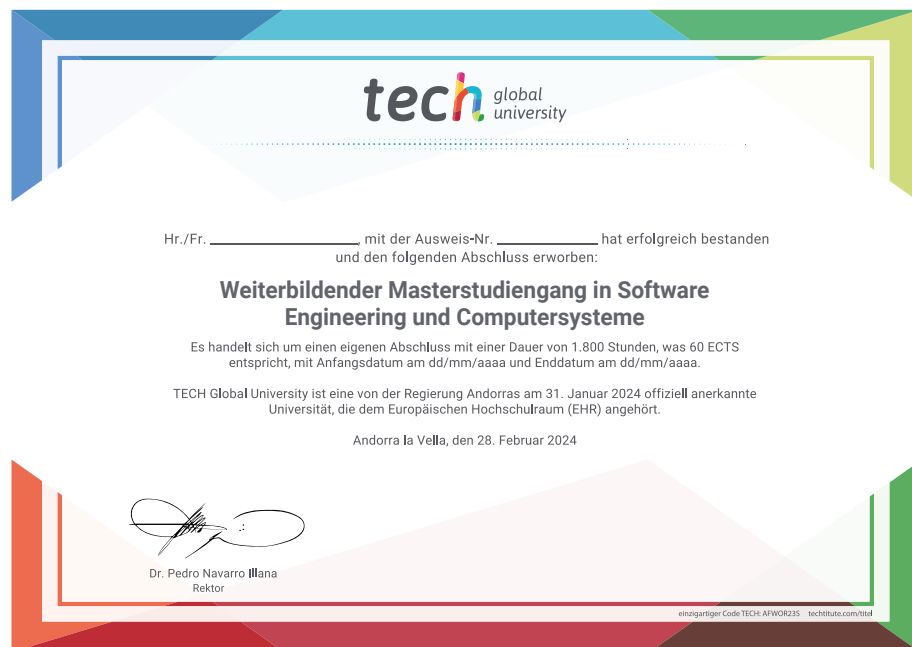 tech global
university
Hr./Fr. ____________________, mit der Ausweis-Nr. ______________ hat erfolgreich bestanden
und den folgenden Abschluss erworben:
Weiterbildender Masterstudiengang in Software
Engineering und Computersysteme
Es handelt sich um einen eigenen Abschluss mit einer Dauer von 1.800 Stunden, was 60 ECTS
entspricht, mit Anfangsdatum am dd/mm/aaaa und Enddatum am dd/mm/aaaa.
TECH Global University ist eine von der Regierung Andorras am 31. Januar 2024 offiziell anerkannte
Universität, die dem Europäischen Hochschulraum (EHR) angehört.
Andorra la Vella, den 28. Februar 2024
Dr. Pedro Navarro Illana
Rektor
einzigartiger Code TECH: AFWOR23S techtitute.com/titel